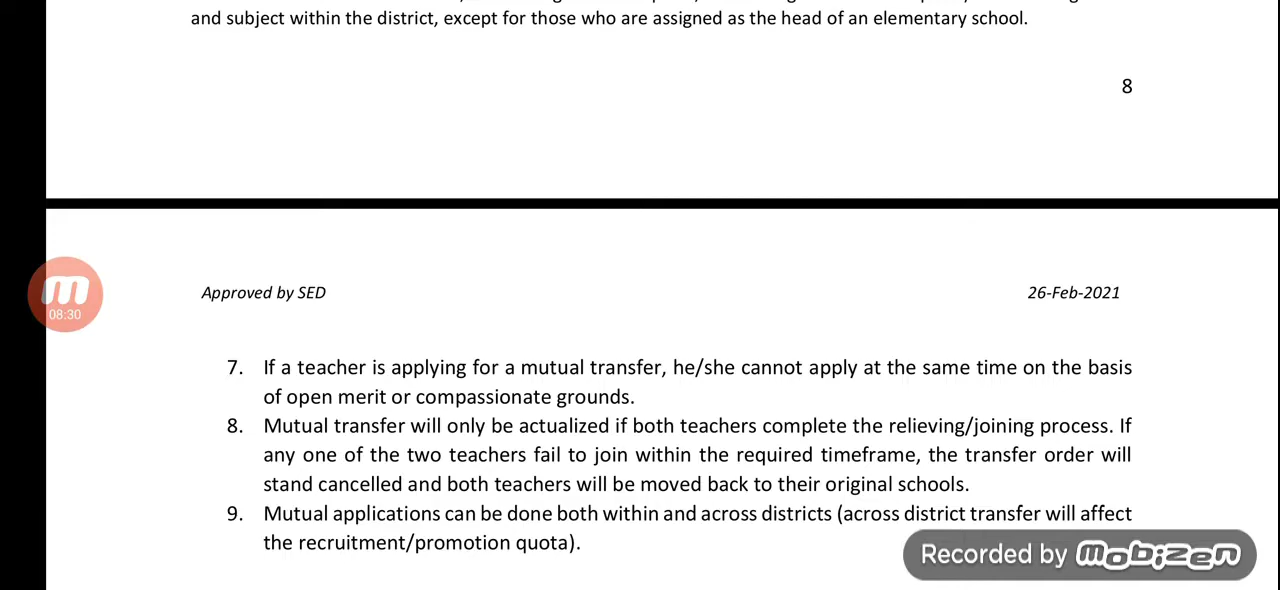 and subject within the district, except for those who are assigned as the head of an elementary school.
8
Approved by SED
26-Feb-2021
m
08:30
7. If a teacher is applying for a mutual transfer, he/she cannot apply at the same time on the basis
of open merit or compassionate grounds.
8. Mutual transfer will only be actualized if both teachers complete the relieving/joining process. If
any one of the two teachers fail to join within the required timeframe, the transfer order will
stand cancelled and both teachers will be moved back to their original schools.
9. Mutual applications can be done both within and across districts (across district transfer will affect
the recruitment/promotion quota).
Recorded by Mobizen